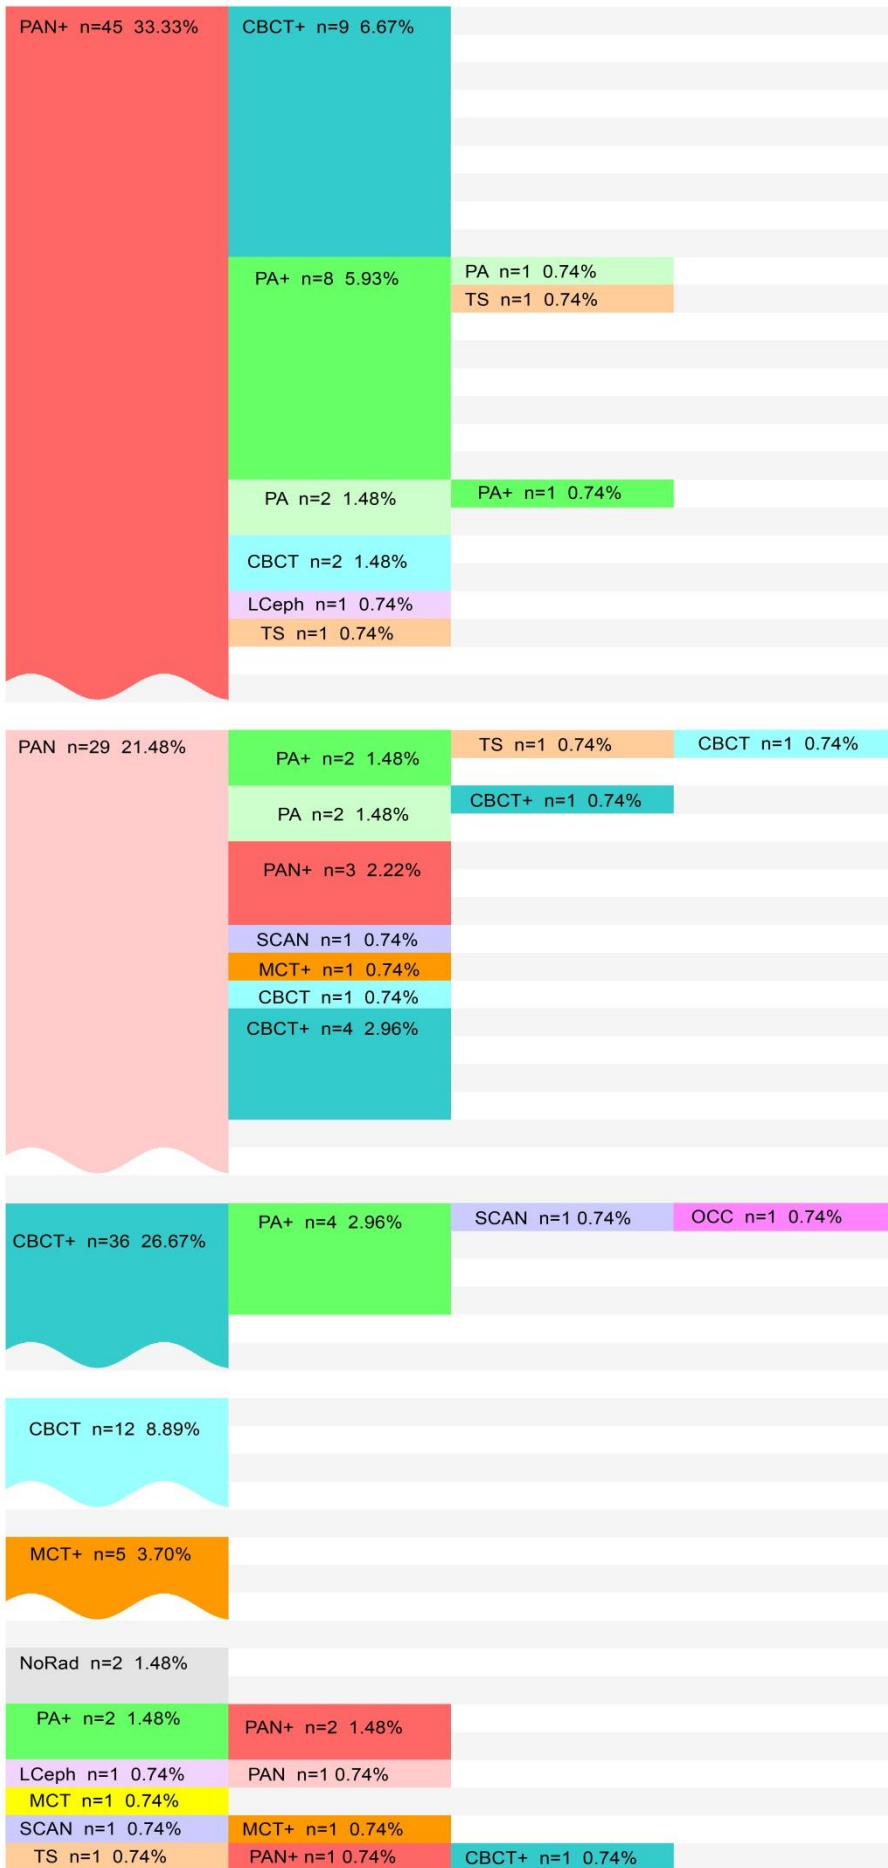 PAN+ n=45 33.33% CBCT+ n=9 6.67%
PA+ n=8 5.93% PA n=1 0.74%
TS n=1 0.74%
PA n=2 1.48% PA+ n=1 0.74%
CBCT n=2 1.48%
LCeph n=1 0.74%
TS n=1 0.74%
PAN n=29 21.48% PA+ n=2 1.48% TS n=1 0.74% CBCT n=1 0.74%
PA n=2 1.48% CBCT+ n=1 0.74%
PAN+ n=3 2.22%
SCAN n=1 0.74%
MCT+ n=1 0.74%
CBCT n=1 0.74%
CBCT+ n=4 2.96%
CBCT+ n=36 26.67% PA+ n=4 2.96% SCAN n=1 0.74% OCC n=1 0.74%
CBCT n=12 8.89%
MCT+ n=5 3.70%
NoRad n=2 1.48%
PA+ n=2 1.48% PAN+ n=2 1.48%
LCeph n=1 0.74% PAN n=1 0.74%
MCT n=1 0.74%
SCAN n=1 0.74% MCT+ n=1 0.74%
TS n=1 0.74% PAN+ n=1 0.74% CBCT+ n=1 0.74%